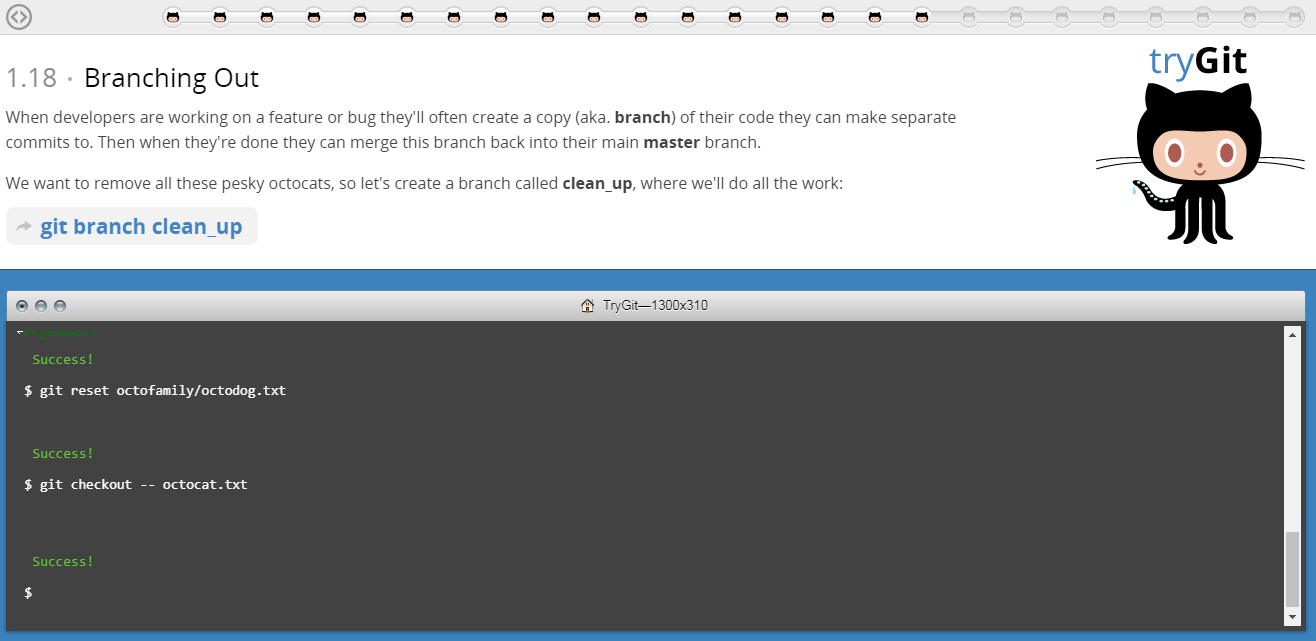 tryGit
1.18 · Branching Out
When developers are working on a feature or bug they'll often create a copy (aka. branch) of their code they can make separate
commits to. Then when they're done they can merge this branch back into their main master branch.
We want to remove all these pesky octocats, so let's create a branch called clean_up, where we'll do all the work:
git branch clean_up
TryGit—1300x310
Success!
$ git reset octofamily/octodog.txt
Success!
$ git checkout -- octocat.txt
Success!
$